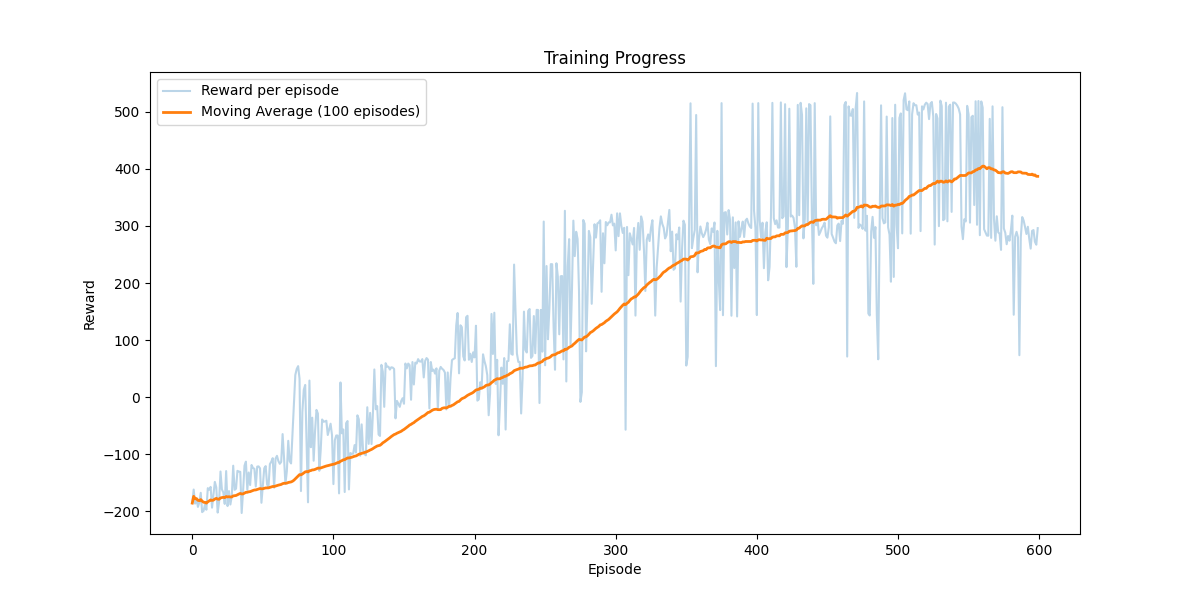 Training Progress
Reward per episode
Moving Average (100 episodes)
500
400
300
200
100
0
−100
−200
Reward
0 100 200 300 400 500 600
Episode